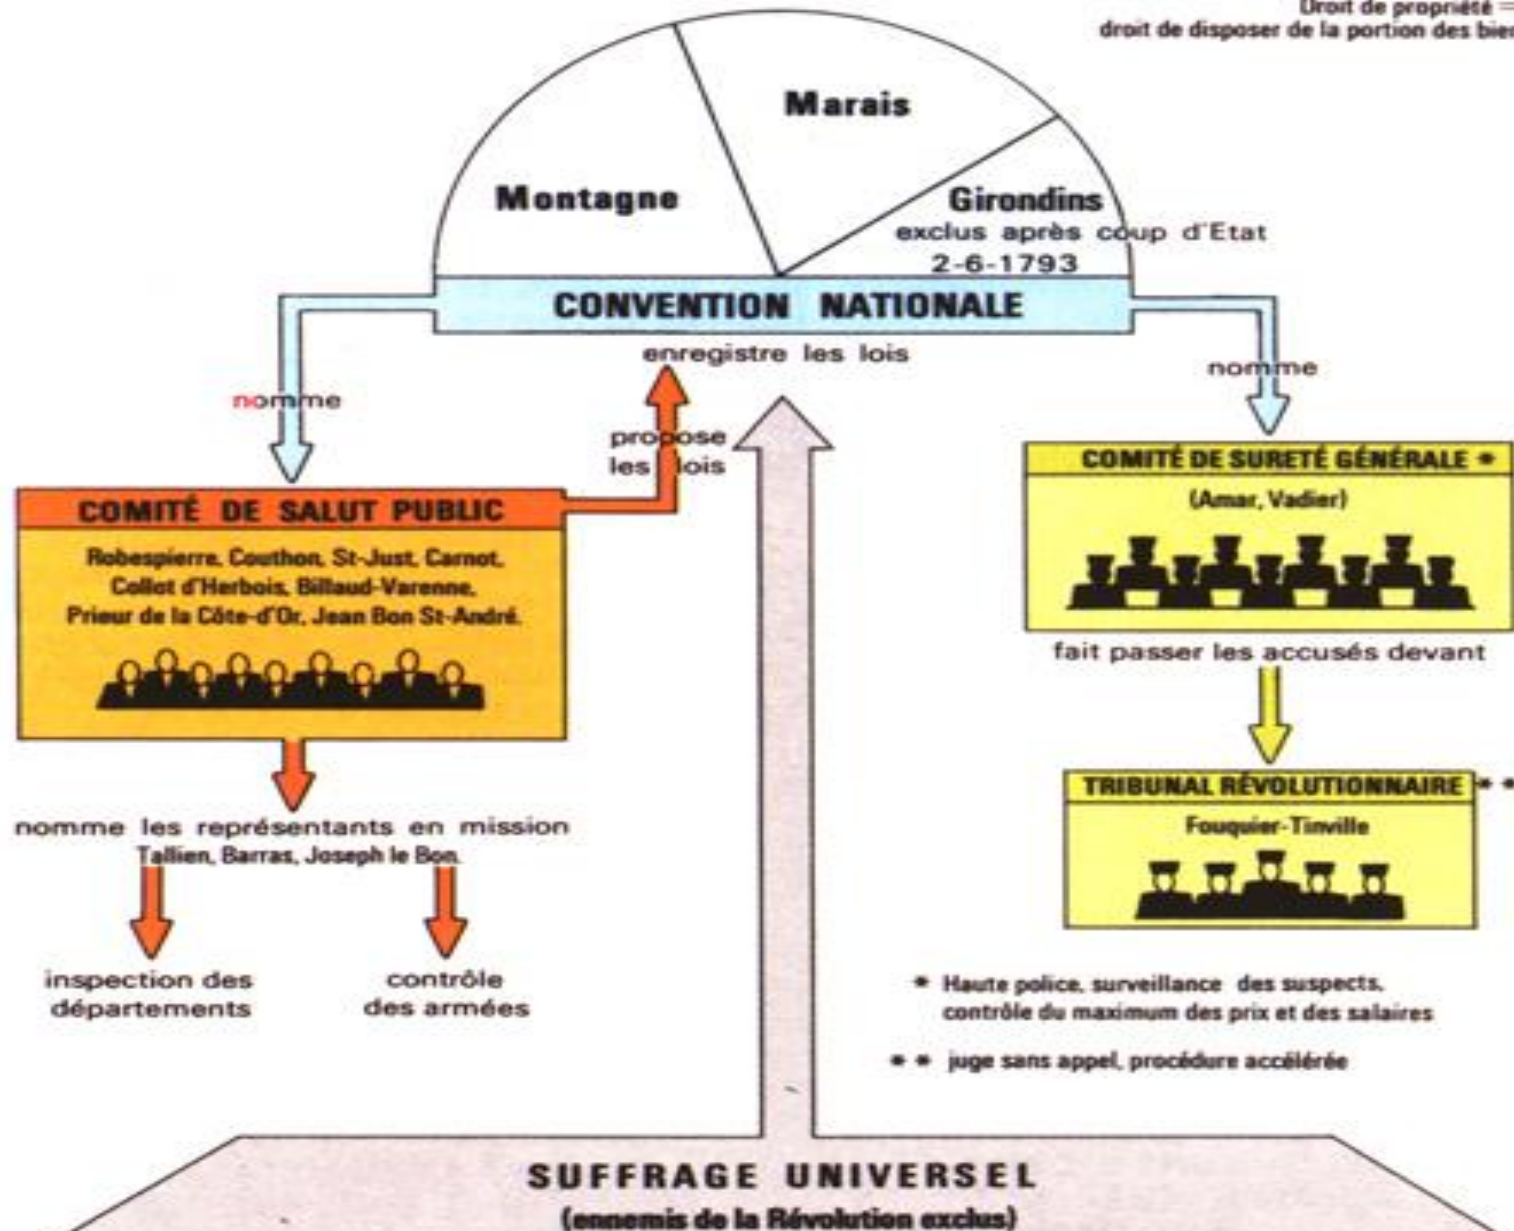 Droit de propriété =
droit de disposer de la portion des bien
Marais
Montagne
Girondins
exclus après coup d'Etat
2-6-1793
CONVENTION NATIONALE
enregistre les lois
nomme
nomme
propose
les lois
COMITÉ DE SALUT PUBLIC
Robespierre, Couthon, St-Just, Carnot,
Collot d'Herbois, Billaud-Varenne,
Prieur de la Côte-d'Or, Jean Bon St-André.
COMITÉ DE SURETÉ GÉNÉRALE *
(Amar, Vadier)
fait passer les accusés devant
TRIBUNAL RÉVOLUTIONNAIRE * *
Fouquier-Tinville
nomme les représentants en mission
Tallien, Barras, Joseph le Bon.
inspection des
départements
contrôle
des armées
* Haute police, surveillance des suspects,
contrôle du maximum des prix et des salaires
* * juge sans appel, procédure accélérée
SUFFRAGE UNIVERSEL
(ennemis de la Révolution exclus)